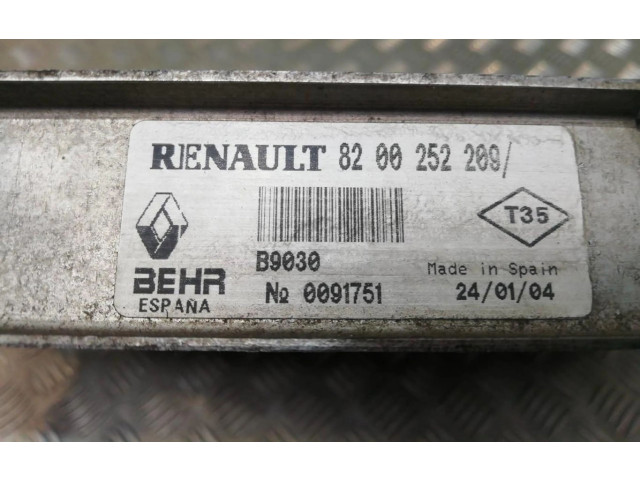 RENAULT 82 00 252 209/
T35
B9030
Made in Spain
BEHR
ESPAÑA
№ 0091751
24/01/04